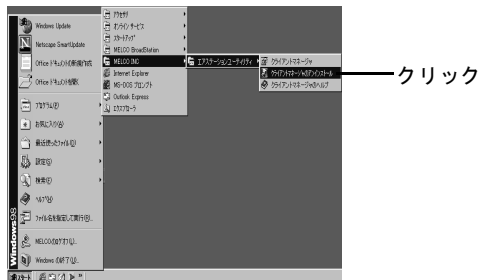 Windows Update
Netscape SmartUpdate
Office ドキュメントの新規作成
Office ドキュメントを開く
プログラム(P)
お気に入り(A)
最近使ったファイル(D)
設定(S)
検索(F)
ヘルプ(H)
ファイル名を指定して実行(R)...
MELCOのログオフ(L)...
Windows の終了(U)...
Windows98
スタート
アクセサリ
オンライン サービス
スタートアップ
MELCO BroadStation
MELCO INC
Internet Explorer
MS-DOS プロンプト
Outlook Express
エクスプローラ
エアステーションユーティリティ
クライアントマネージャ
クライアントマネージャのアンインストール
クライアントマネージャのヘルプ
クリック